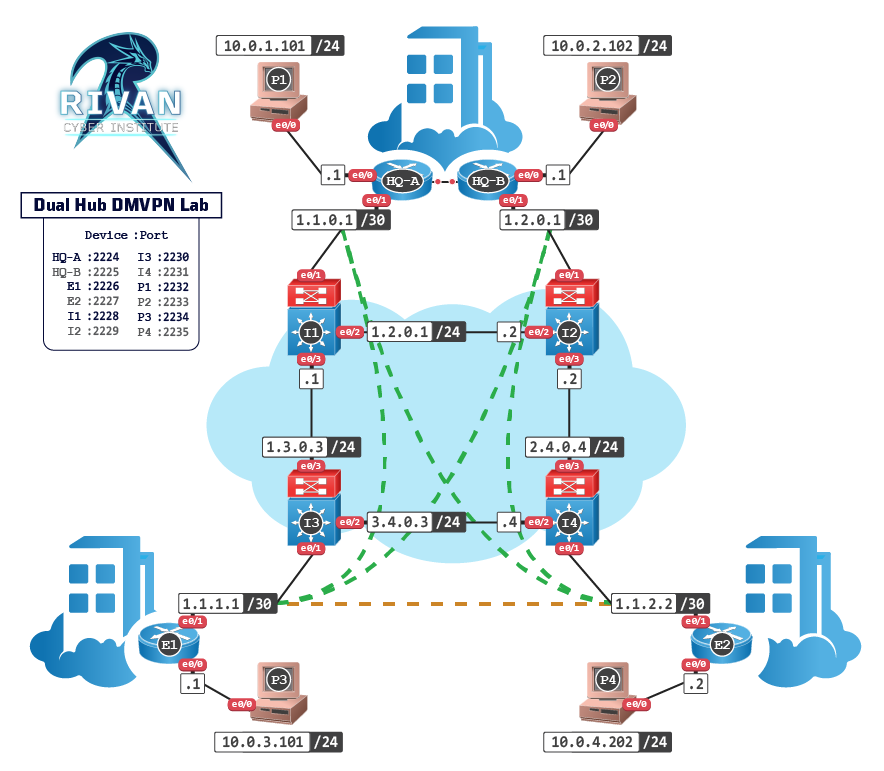 10.0.1.101 /24
10.0.2.102 /24
P1
P2
RIVAN
CYBER INSTITUTE
e0/0
e0/0
.1
e0/0
HQ-A
HQ-B
e0/0
.1
e0/1
e0/1
Dual Hub DMVPN Lab
1.1.0.1 /30
1.2.0.1 /30
Device :Port
HQ-A :2224 I3 :2230
HQ-B :2225 I4 :2231
E1 :2226 P1 :2232
E2 :2227 P2 :2233
I1 :2228 P3 :2234
I2 :2229 P4 :2235
e0/1
e0/1
I1
e0/2
1.2.0.1 /24
.2
e0/2
I2
e0/3
e0/3
.1
.2
1.3.0.3 /24
2.4.0.4 /24
e0/3
e0/3
I3
e0/2
3.4.0.3 /24
.4
e0/2
I4
e0/1
e0/1
1.1.1.1 /30
1.1.2.2 /30
e0/1
e0/1
E1
E2
e0/0
e0/0
.1
.2
P3
P4
e0/0
e0/0
10.0.3.101 /24
10.0.4.202 /24